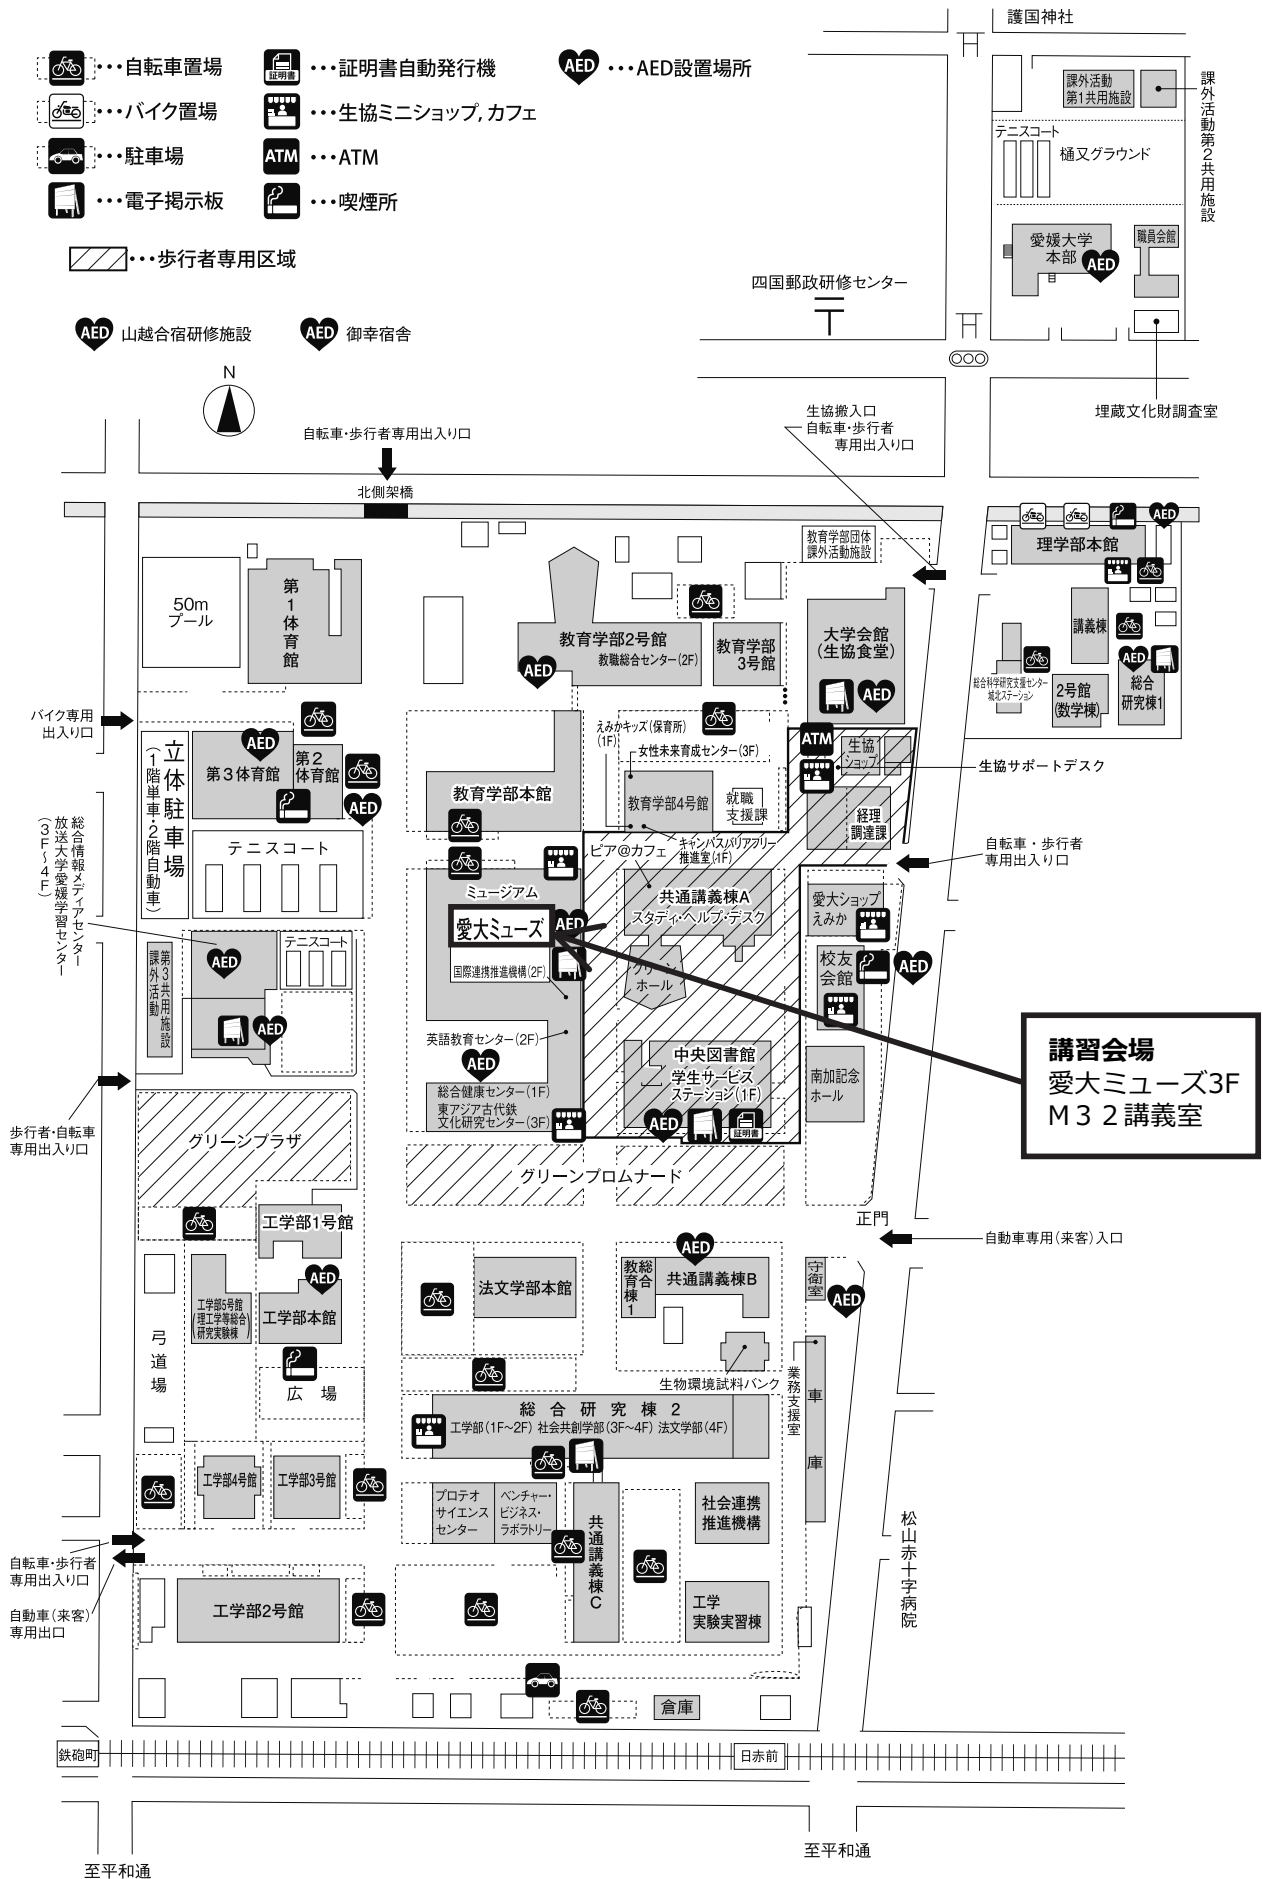 自転車置場
バイク置場
駐車場
電子掲示板
証明書
証明書自動発行機
生協ミニショップ,カフェ
ATM
ATM
喫煙所
AED
AED設置場所
歩行者専用区域
AED
山越合宿研修施設
AED
御幸宿舎
N
護国神社
課外活動
第1共用施設
課外活動第2共用施設
テニスコート
樋又グラウンド
愛媛大学
本部
AED
職員会館
埋蔵文化財調査室
四国郵政研修センター
生協搬入口
自転車・歩行者
専用出入り口
自転車・歩行者専用出入り口
北側架橋
教育学部団体
課外活動施設
AED
理学部本館
講義棟
AED
総合科学研究支援センター
城北ステーション
2号館
(数学棟)
総合
研究棟1
50m
プール
第1体育館
教育学部2号館
教職総合センター(2F)
AED
教育学部
3号館
大学会館
(生協食堂)
AED
バイク専用
出入り口
立体駐車場
(1階単車・2階自動車)
AED
第3体育館
第2
体育館
AED
テニスコート
えみかキッズ(保育所)
(1F)
女性未来育成センター(3F)
ATM
生協
ショップ
生協サポートデスク
教育学部本館
教育学部4号館
就職
支援課
経理
調達課
ピア@カフェ
キャンパスバリアフリー
推進室(1F)
自転車・歩行者
専用出入り口
総合情報メディアセンター
放送大学愛媛学習センター
(3F～4F)
ミュージアム
愛大ミューズ
AED
共通講義棟A
スタディ・ヘルプ・デスク
愛大ショップ
えみか
国際連携推進機構(2F)
グリーン
ホール
校友
会館
AED
第3共用施設
課外活動
AED
テニスコート
AED
英語教育センター(2F)
AED
総合健康センター(1F)
東アジア古代鉄
文化研究センター(3F)
中央図書館
学生サービス
ステーション(1F)
AED
証明書
南加記念
ホール
講習会場
愛大ミューズ3F
M32講義室
歩行者・自転車
専用出入り口
グリーンプラザ
グリーンプロムナード
正門
自動車専用(来客)入口
工学部1号館
工学部5号館
(理工学等総合)
研究実験棟
AED
工学部本館
弓道場
広場
法文学部本館
総合
教育棟1
AED
共通講義棟B
守衛室
AED
生物環境試料バンク
業務支援室
車庫
総合研究棟2
工学部(1F～2F) 社会共創学部(3F～4F) 法文学部(4F)
工学部4号館
工学部3号館
プロテオ
サイエンス
センター
ベンチャー・
ビジネス・
ラボラトリー
共通講義棟C
社会連携
推進機構
松山赤十字病院
自転車・歩行者
専用出入り口
自動車(来客)
専用出口
工学部2号館
工学
実験実習棟
倉庫
鉄砲町
日赤前
至平和通
至平和通